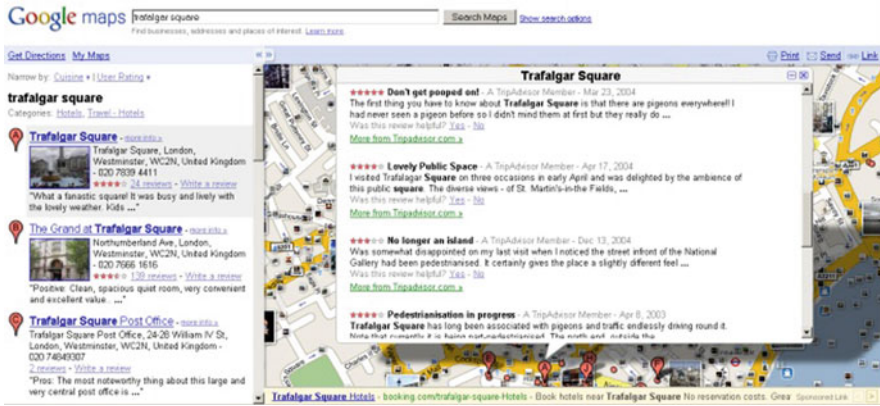 Google maps
trafalgar square
Search Maps
Show search options
Find businesses, addresses and places of interest. Learn more.
Get Directions My Maps
Print Send Link
Narrow by: Cuisine ▾ | User Rating ▾
trafalgar square
Categories: Hotels, Travel - Hotels
A
Trafalgar Square - more info »
Trafalgar Square, London,
Westminster, WC2N, United Kingdom
- 020 7839 4411
24 reviews - Write a review
"What a fanastic square! It was busy and lively with
the lovely weather. Kids ..."
B
The Grand at Trafalgar Square - more info »
Northumberland Ave, London,
Westminster, WC2N, United Kingdom
- 020 7666 1616
138 reviews - Write a review
"Positive: Clean, spacious quiet room, very convenient
and excellent value.. ..."
C
Trafalgar Square Post Office - more info »
Trafalgar Square Post Office, 24-28 William IV St,
London, Westminster, WC2N, United Kingdom -
020 74849307
2 reviews - Write a review
"Pros: The most noteworthy thing about this large and
very central post office is ..."
Trafalgar Square
Don't get pooped on! - A TripAdvisor Member - Mar 23, 2004
The first thing you have to know about Trafalgar Square is that there are pigeons everywhere!! I
had never seen a pigeon before so I didn't mind them at first but they really do ....
Was this review helpful? Yes - No
More from Tripadvisor.com »
Lovely Public Space - A TripAdvisor Member - Apr 17, 2004
I visited Trafalagar Square on three occasions in early April and was delighted by the ambience of
this public square. The diverse views - of St. Martin's-in-the Fields, ...
Was this review helpful? Yes - No
More from Tripadvisor.com »
No longer an island - A TripAdvisor Member - Dec 13, 2004
Was somewhat disappointed on my last visit when I noticed the street infront of the National
Gallery had been pedestrianised. It certainly gives the place a slightly different feel ...
Was this review helpful? Yes - No
More from Tripadvisor.com »
Pedestrianisation in progress - A TripAdvisor Member - Apr 8, 2003
Trafalgar Square has long been associated with pigeons and traffic endlessly driving round it.
Note that currently it is being part-pedestrianised. The north end, outside the
Trafalgar Square Hotels - booking.com/trafalgar-square-Hotels - Book hotels near Trafalgar Square No reservation costs. Grea Sponsored Link